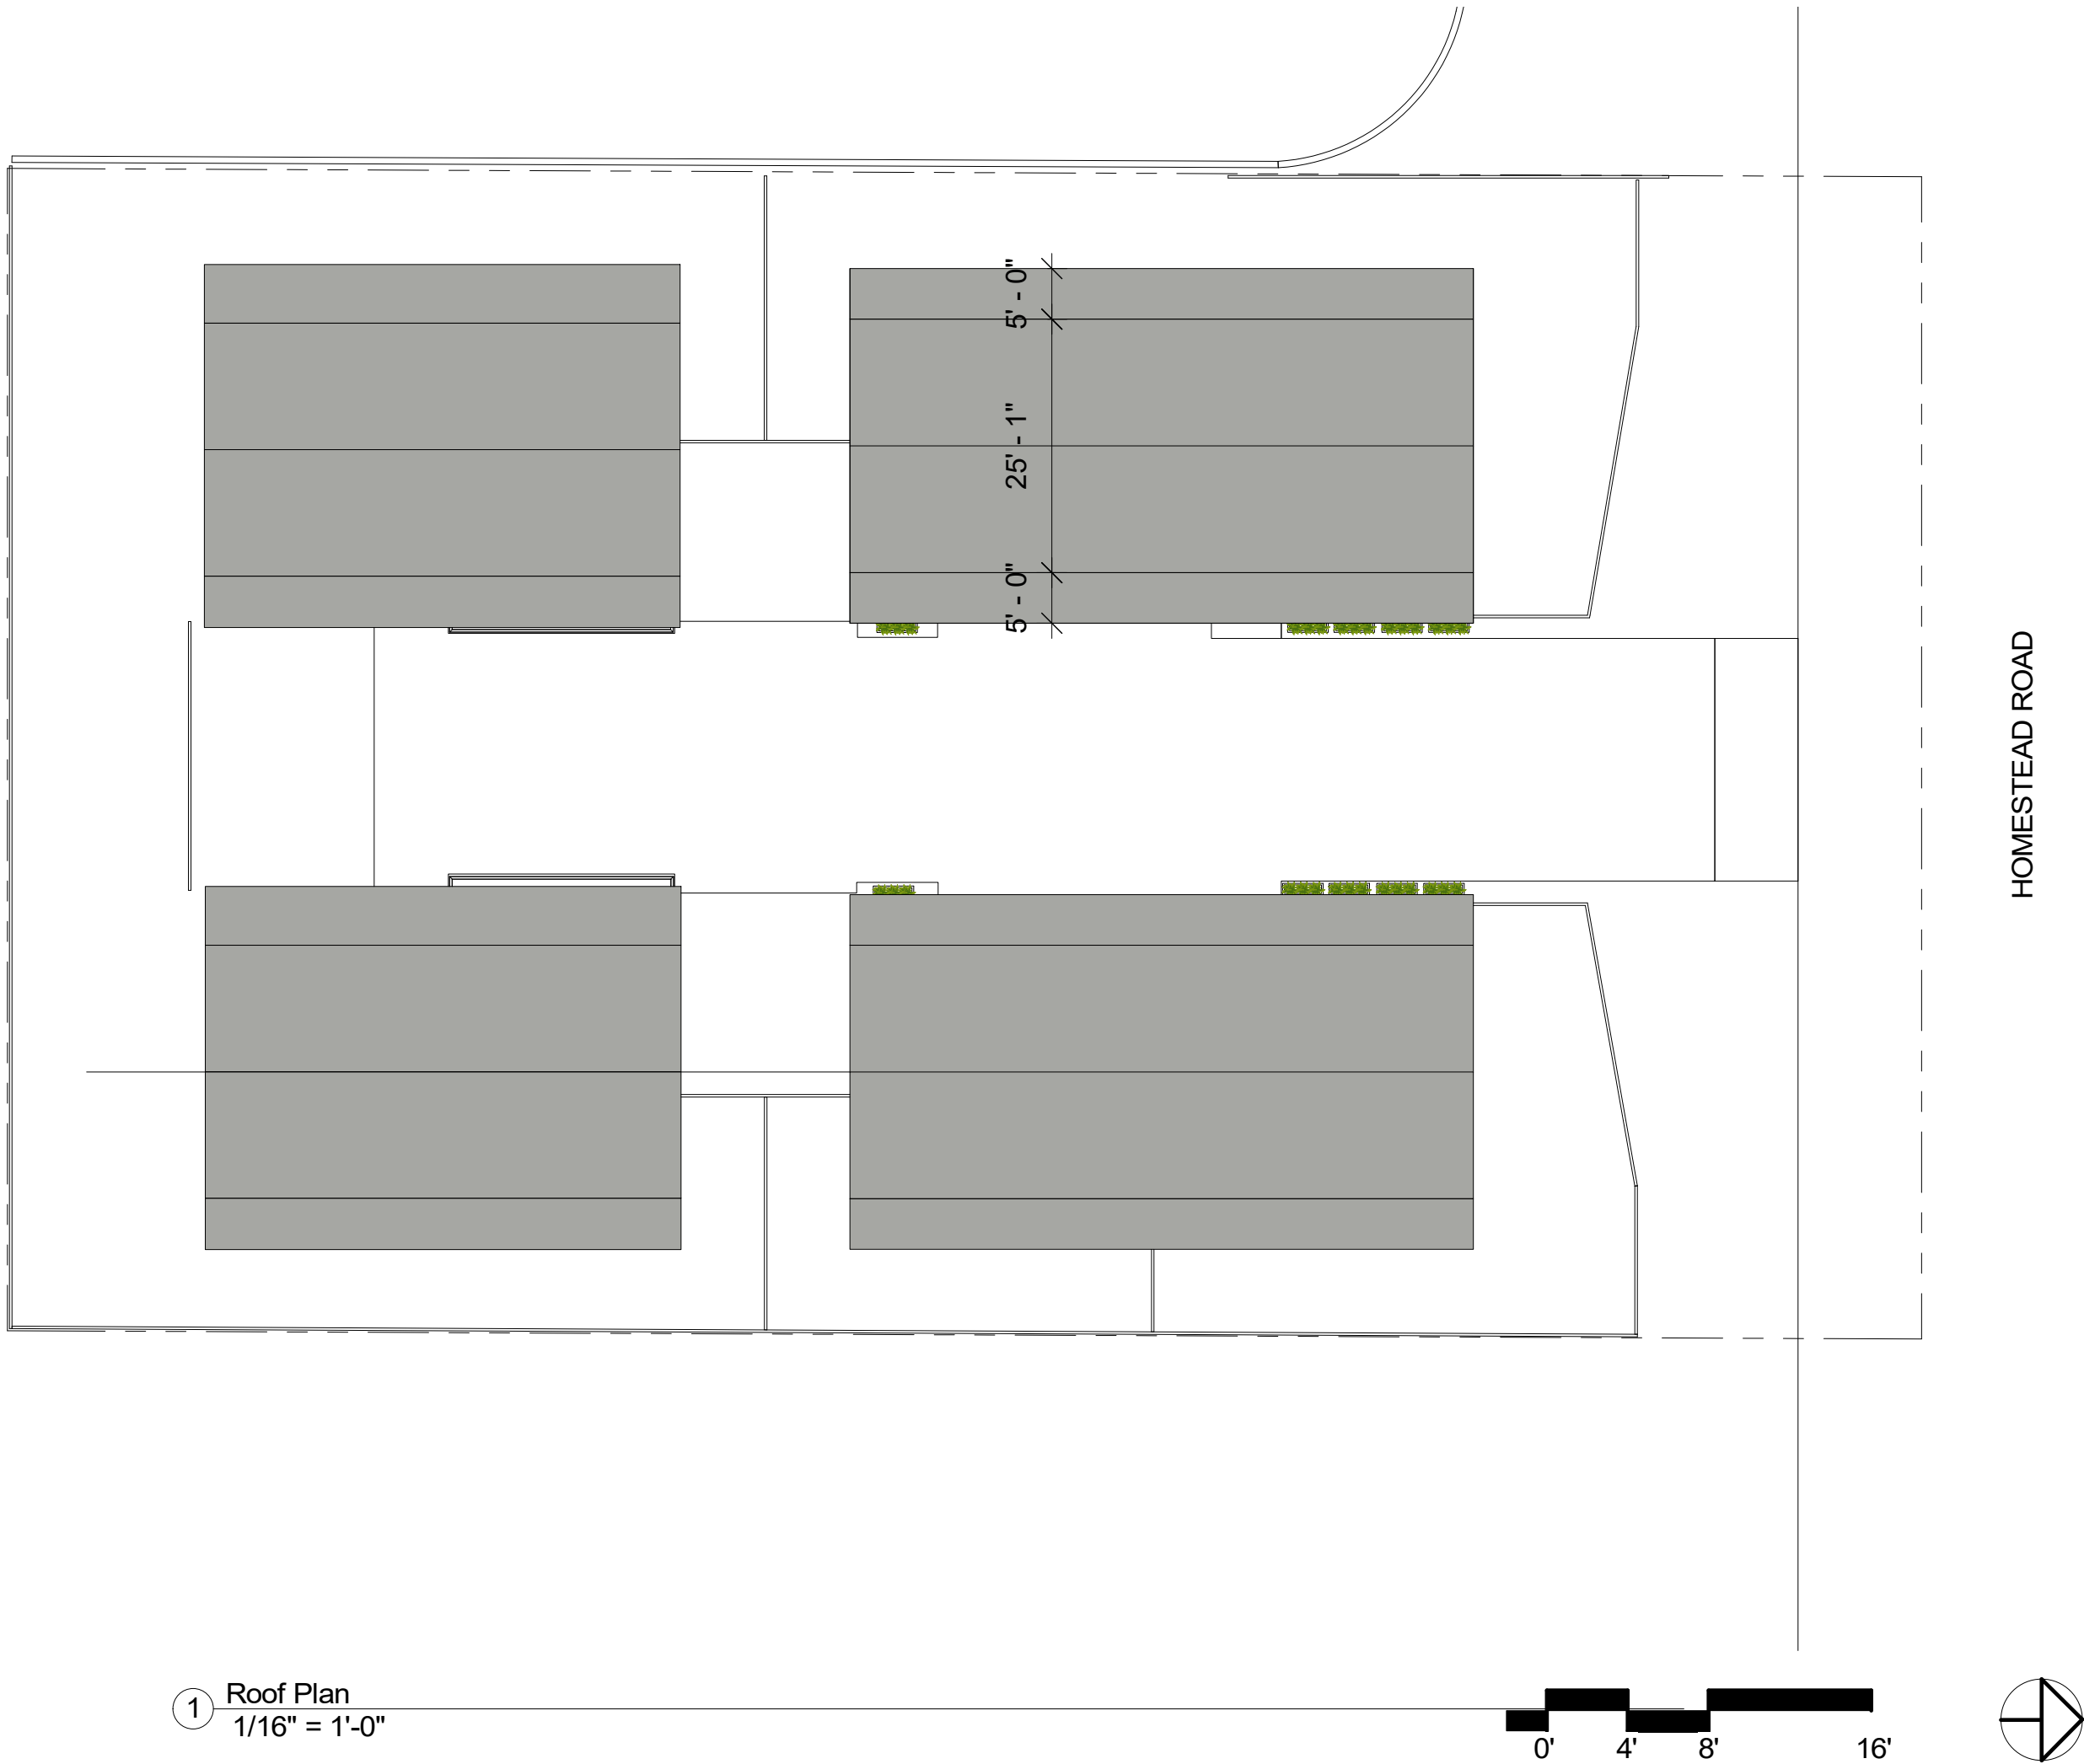 5' - 0"
25' - 1"
5' - 0"
HOMESTEAD ROAD
1
Roof Plan
1/16" = 1'-0"
0' 4' 8' 16'